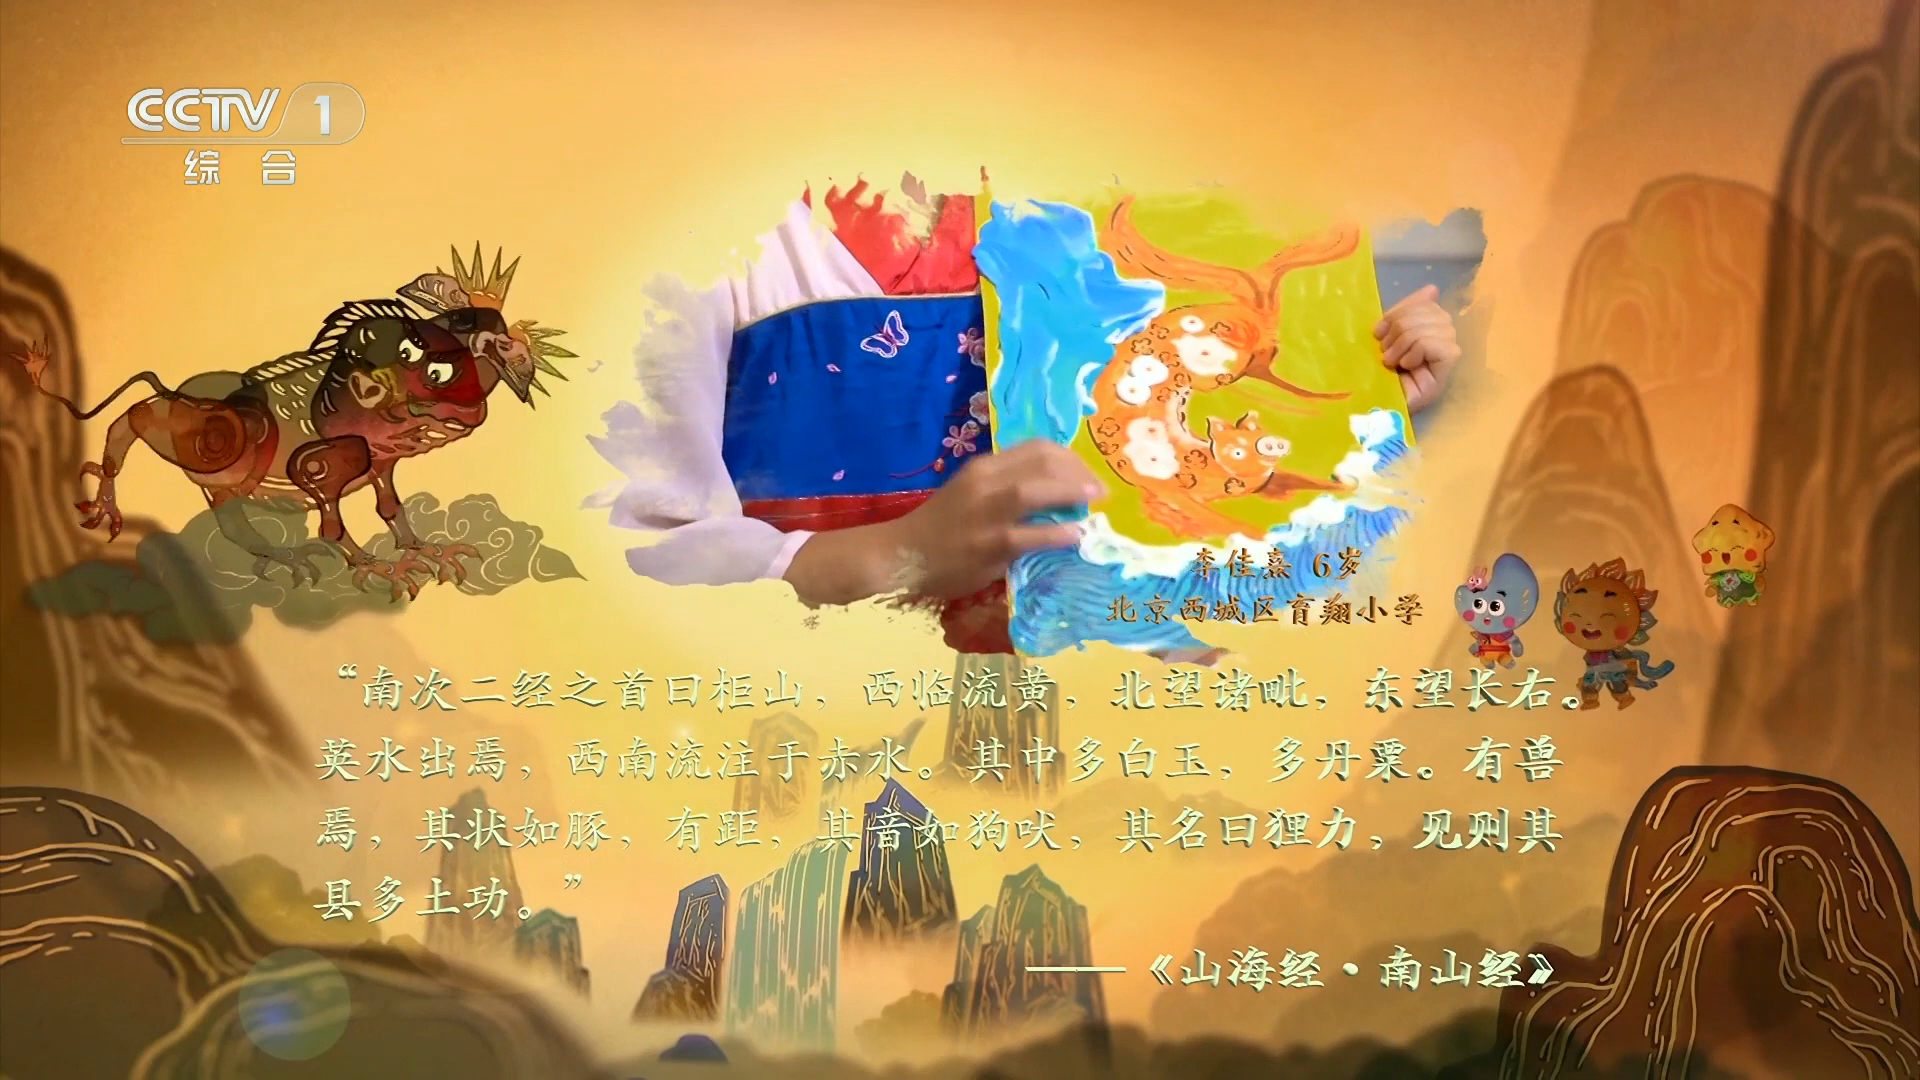 CCTV 1
综 合
李佳熹 6岁
北京西城区育翔小学
“南次二经之首曰柜山，西临流黄，北望诸毗，东望长右。
英水出焉，西南流注于赤水。其中多白玉，多丹粟。有兽
焉，其状如豚，有距，其音如狗吠，其名曰狸力，见则其
县多土功。”
——《山海经·南山经》